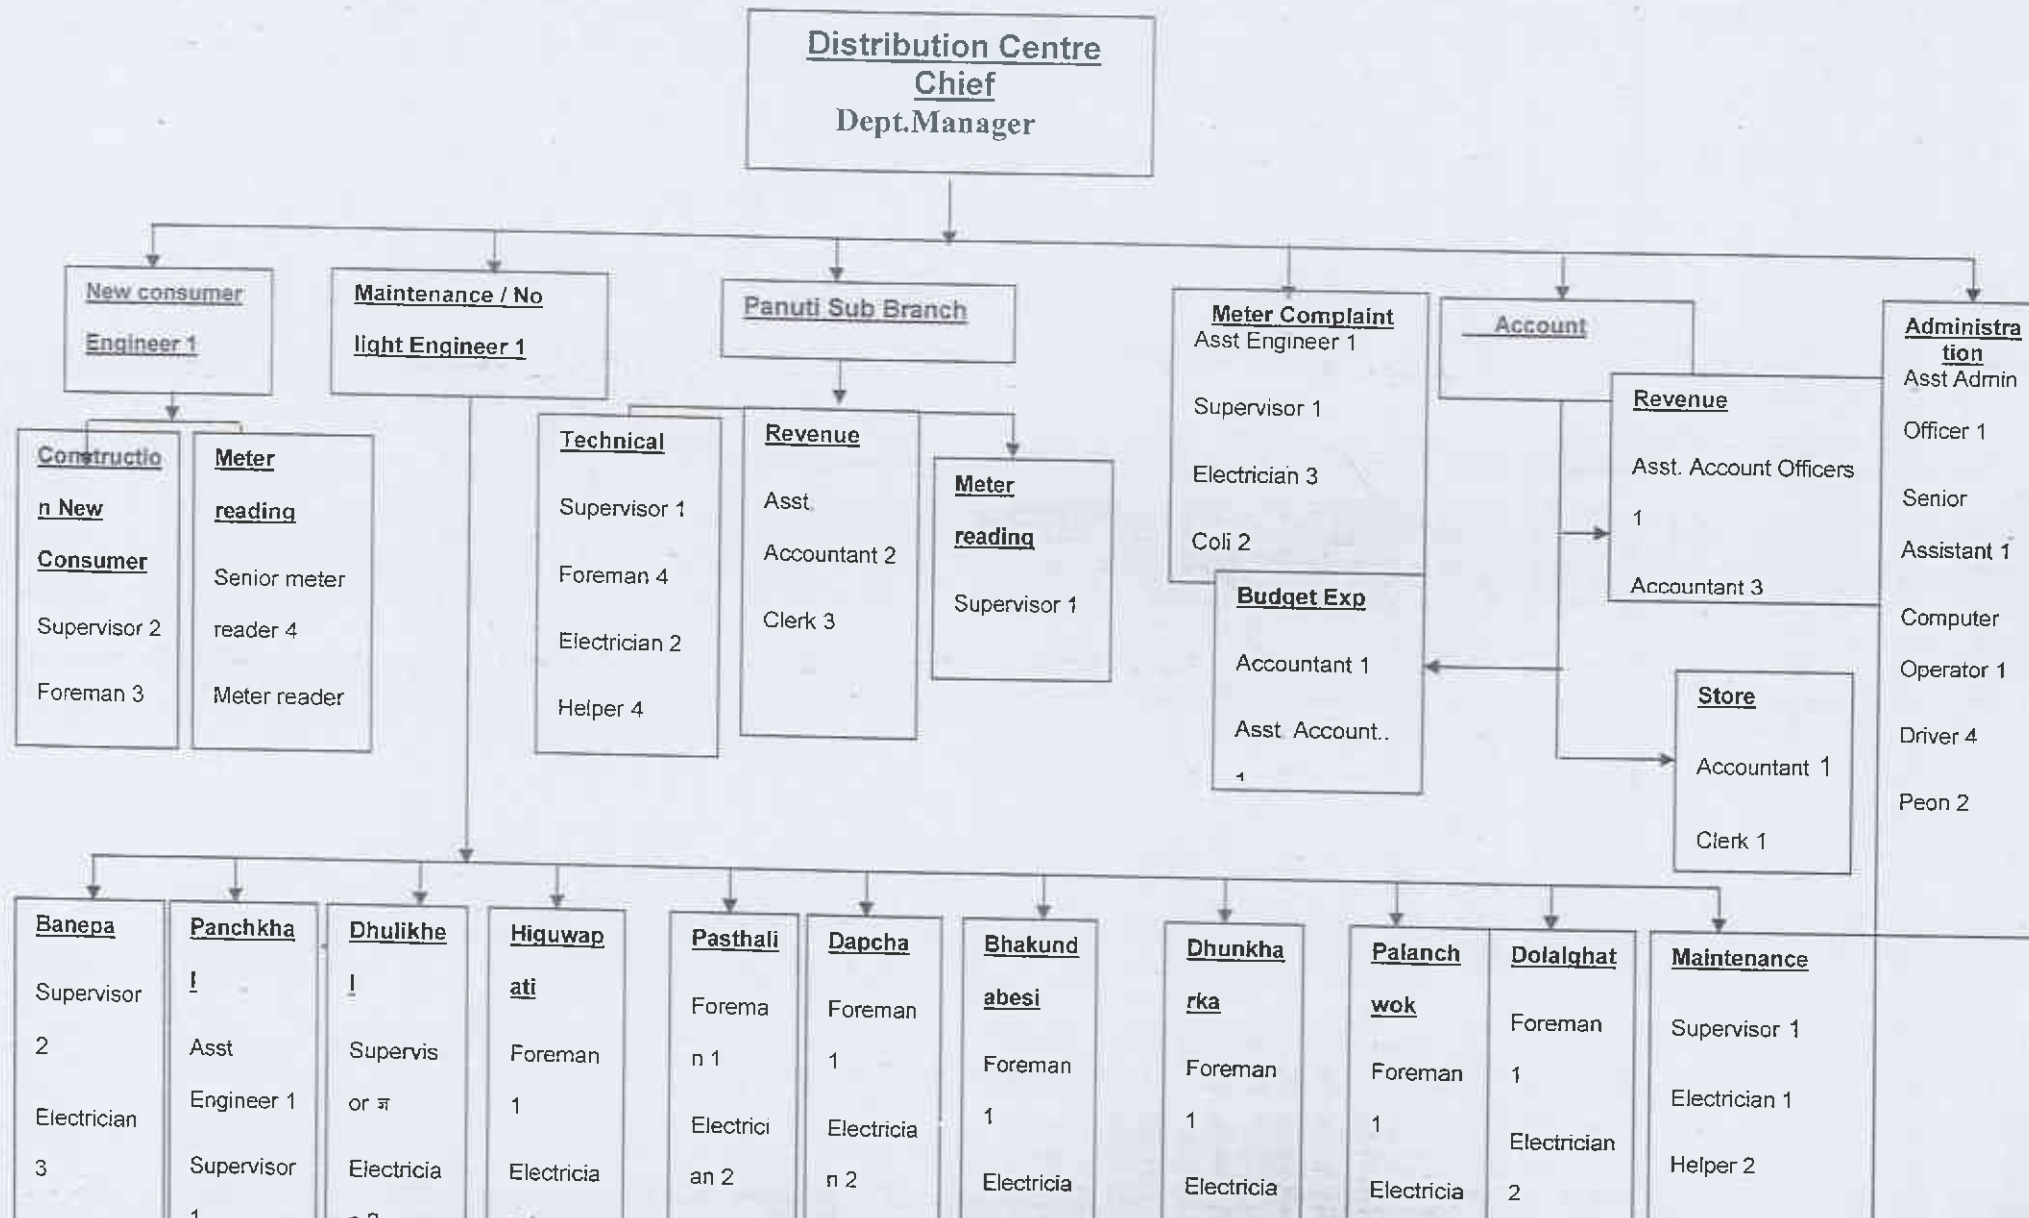 Distribution Centre
Chief
Dept.Manager
New consumer
Engineer 1
Maintenance / No
light Engineer 1
Panuti Sub Branch
Meter Complaint
Asst Engineer 1
Supervisor 1
Electrician 3
Coli 2
Account
Administra
tion
Asst Admin
Officer 1
Senior
Assistant 1
Computer
Operator 1
Driver 4
Peon 2
Constructio
n New
Consumer
Supervisor 2
Foreman 3
Meter
reading
Senior meter
reader 4
Meter reader
Technical
Supervisor 1
Foreman 4
Electrician 2
Helper 4
Revenue
Asst.
Accountant 2
Clerk 3
Meter
reading
Supervisor 1
Budget Exp
Accountant 1
Asst. Account..
1
Revenue
Asst. Account Officers
1
Accountant 3
Store
Accountant 1
Clerk 1
Banepa
Supervisor
2
Electrician
3
Panchkha
l
Asst
Engineer 1
Supervisor
1
Dhulikhe
l
Supervis
or ज्ञ
Electricia
Higuwap
ati
Foreman
1
Electricia
Pasthali
Forema
n 1
Electrici
an 2
Dapcha
Foreman
1
Electricia
n 2
Bhakund
abesi
Foreman
1
Electricia
Dhunkha
rka
Foreman
1
Electricia
Palanch
wok
Foreman
1
Electricia
Dolalghat
Foreman
1
Electrician
2
Maintenance
Supervisor 1
Electrician 1
Helper 2